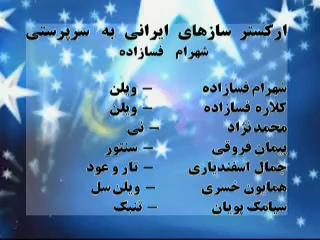 ارکستر سازهای ایرانی به سرپرستی
شهرام فسازاده
شهرام فسازاده – ویلن
کلاره فسازاده – ویلن
محمد نژاد – نی
پیمان فروقی – سنتور
جمال اسفندیاری – تار و عود
همایون خسری – ویلن سل
سیامک پویان – تنبک